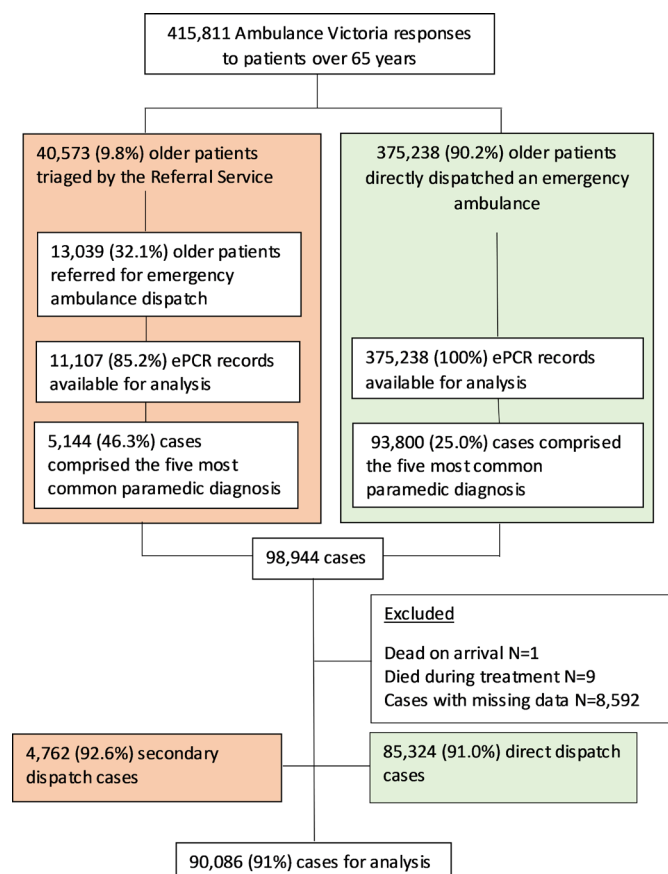 415,811 Ambulance Victoria responses
to patients over 65 years
40,573 (9.8%) older patients
triaged by the Referral Service
375,238 (90.2%) older patients
directly dispatched an emergency
ambulance
13,039 (32.1%) older patients
referred for emergency
ambulance dispatch
11,107 (85.2%) ePCR records
available for analysis
375,238 (100%) ePCR records
available for analysis
5,144 (46.3%) cases
comprised the five most
common paramedic diagnosis
93,800 (25.0%) cases comprised
the five most common
paramedic diagnosis
98,944 cases
Excluded
Dead on arrival N=1
Died during treatment N=9
Cases with missing data N=8,592
4,762 (92.6%) secondary
dispatch cases
85,324 (91.0%) direct dispatch
cases
90,086 (91%) cases for analysis